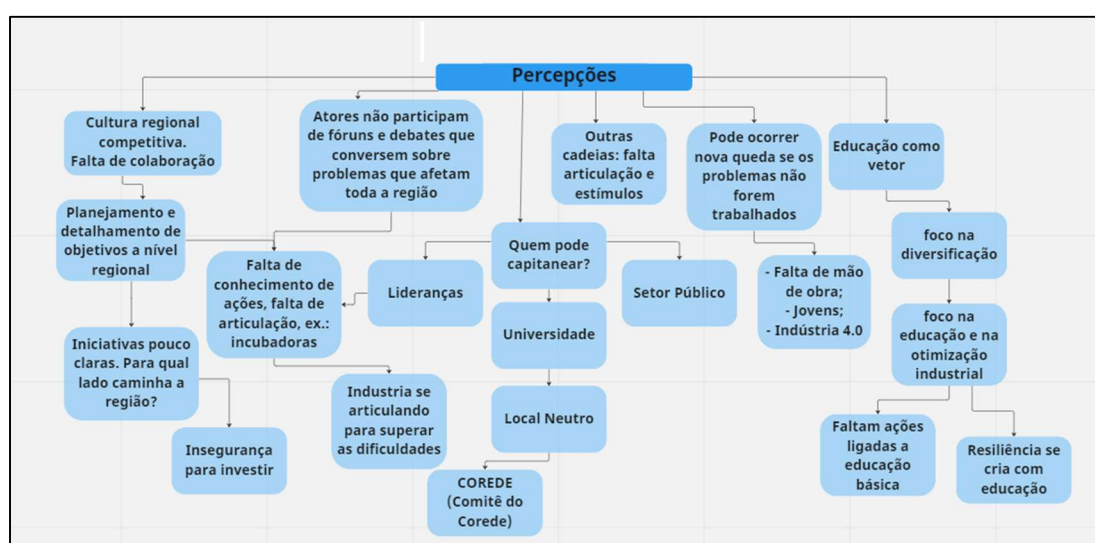 Percepções
Cultura regional
competitiva.
Falta de colaboração
Planejamento e
detalhamento de
objetivos a nível
regional
Iniciativas pouco
claras. Para qual
lado caminha a
região?
Insegurança
para investir
Atores não participam
de fóruns e debates que
conversem sobre
problemas que afetam
toda a região
Falta de
conhecimento de
ações, falta de
articulação, ex.:
incubadoras
Industria se
articulando
para superar
as dificuldades
Quem pode
capitanear?
Lideranças
Universidade
Setor Público
Local Neutro
COREDE
(Comitê do
Corede)
Outras
cadeias: falta
articulação e
estímulos
Pode ocorrer
nova queda se os
problemas não
forem
trabalhados
- Falta de mão
de obra;
- Jovens;
- Indústria 4.0
Educação como
vetor
foco na
diversificação
foco na
educação e na
otimização
industrial
Faltam ações
ligadas a
educação
básica
Resiliência se
cria com
educação